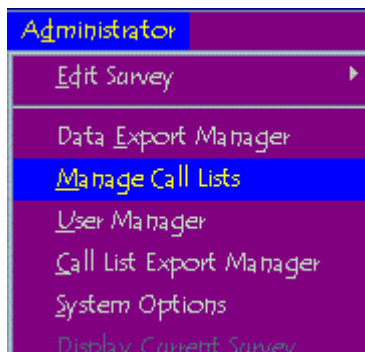 Administrator
Edit Survey
Data Export Manager
Manage Call Lists
User Manager
Call List Export Manager
System Options
Display Current Survey